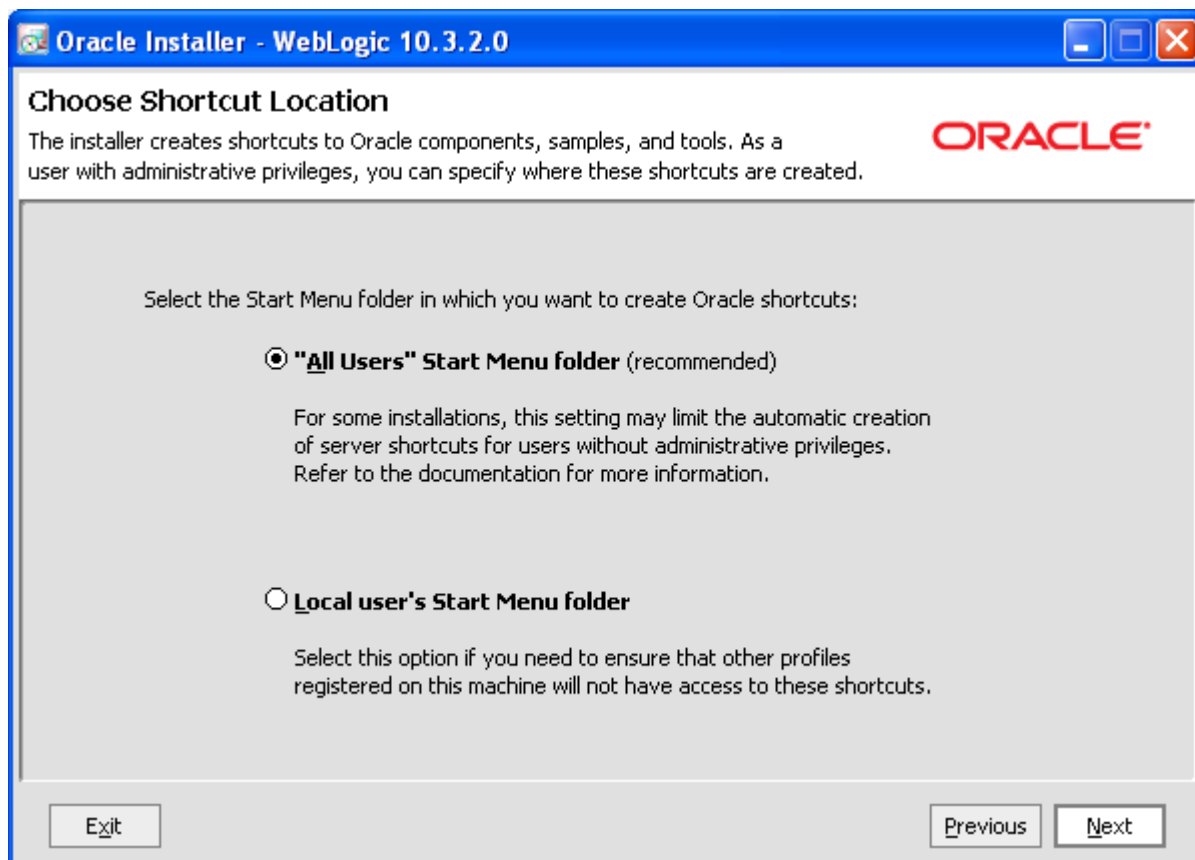 Oracle Installer - WebLogic 10.3.2.0
Choose Shortcut Location
The installer creates shortcuts to Oracle components, samples, and tools. As a
user with administrative privileges, you can specify where these shortcuts are created.
ORACLE
Select the Start Menu folder in which you want to create Oracle shortcuts:
"All Users" Start Menu folder (recommended)
For some installations, this setting may limit the automatic creation
of server shortcuts for users without administrative privileges.
Refer to the documentation for more information.
Local user's Start Menu folder
Select this option if you need to ensure that other profiles
registered on this machine will not have access to these shortcuts.
Exit
Previous
Next